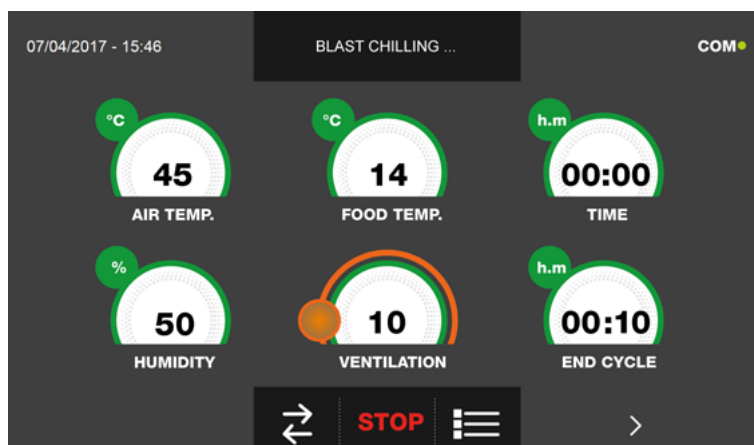 07/04/2017 - 15:46
BLAST CHILLING ...
COM
°C
45
AIR TEMP.
°C
14
FOOD TEMP.
h.m
00:00
TIME
%
50
HUMIDITY
10
VENTILATION
h.m
00:10
END CYCLE
STOP